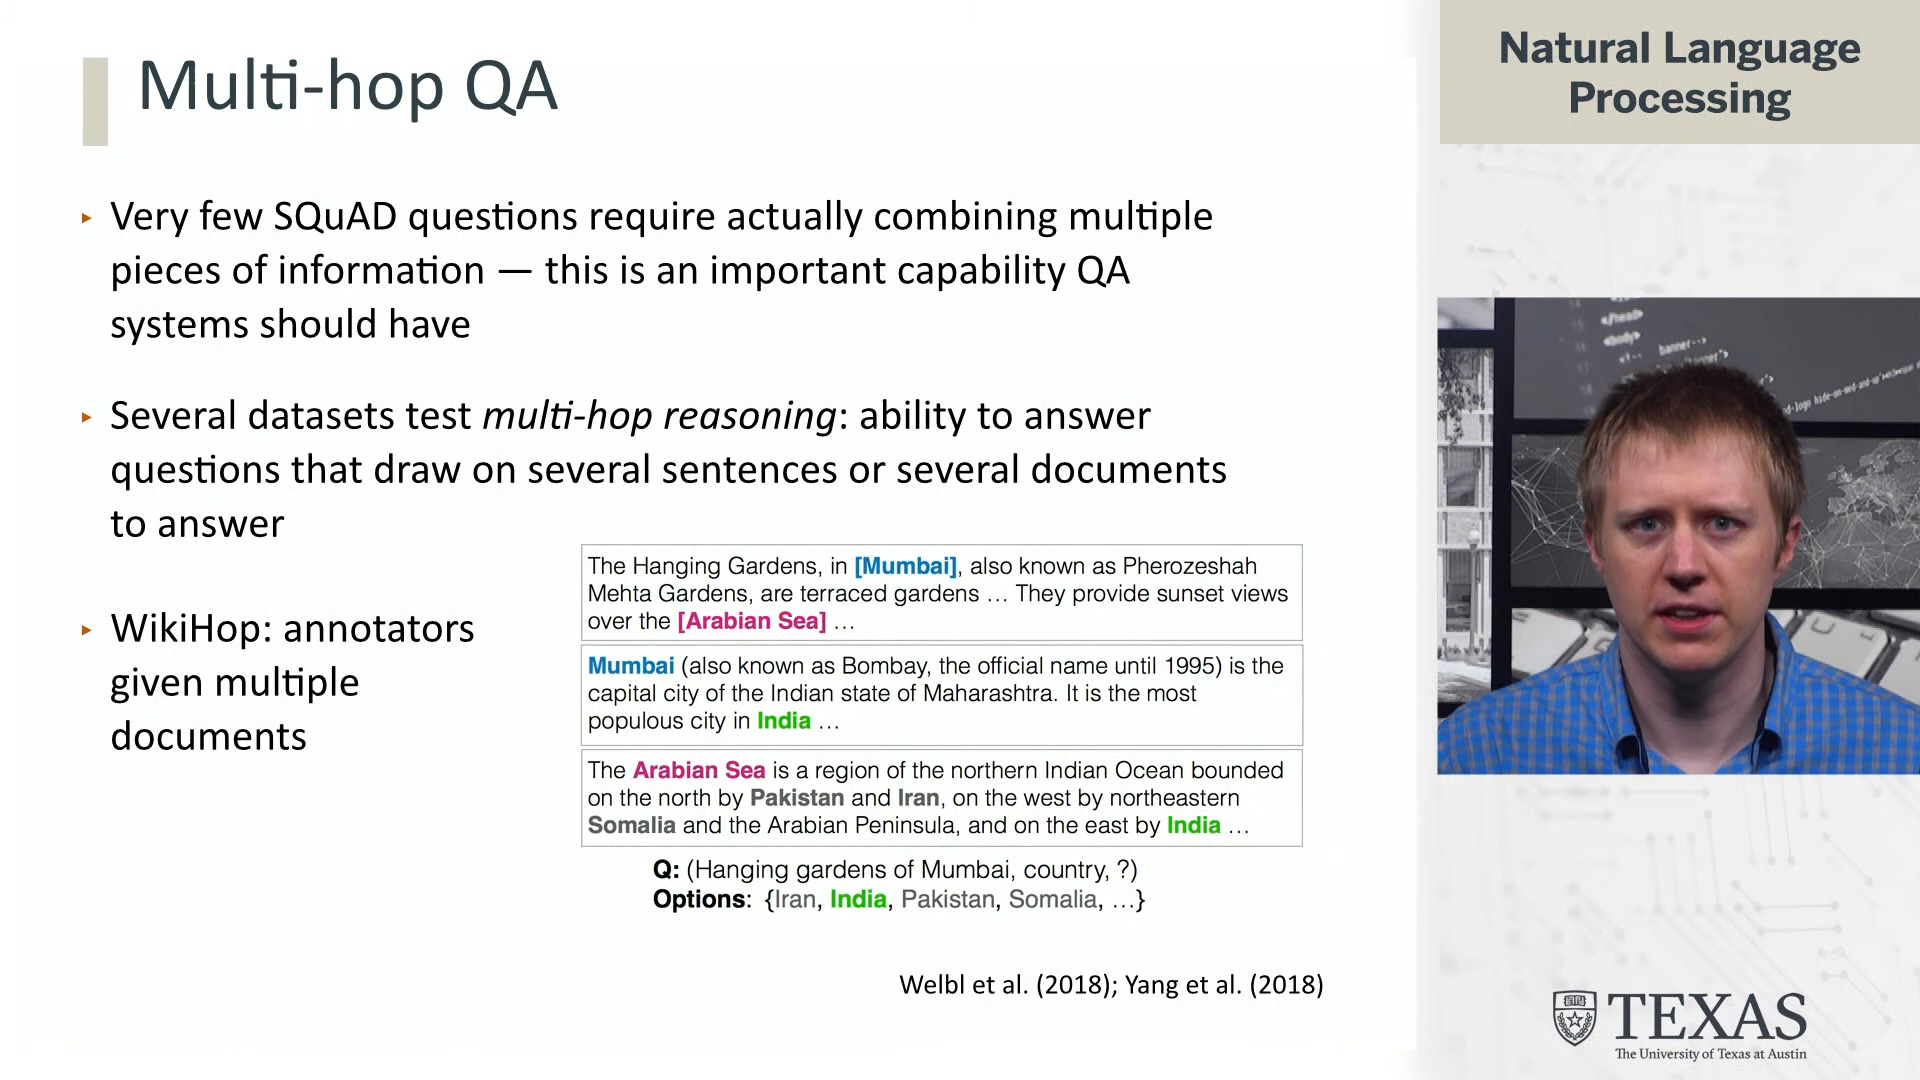 Multi-hop QA
Natural Language
Processing
▸ Very few SQuAD questions require actually combining multiple
pieces of information — this is an important capability QA
systems should have
▸ Several datasets test multi-hop reasoning: ability to answer
questions that draw on several sentences or several documents
to answer
▸ WikiHop: annotators
given multiple
documents
The Hanging Gardens, in [Mumbai], also known as Pherozeshah
Mehta Gardens, are terraced gardens … They provide sunset views
over the [Arabian Sea] …
Mumbai (also known as Bombay, the official name until 1995) is the
capital city of the Indian state of Maharashtra. It is the most
populous city in India …
The Arabian Sea is a region of the northern Indian Ocean bounded
on the north by Pakistan and Iran, on the west by northeastern
Somalia and the Arabian Peninsula, and on the east by India …
Q: (Hanging gardens of Mumbai, country, ?)
Options: {Iran, India, Pakistan, Somalia, …}
Welbl et al. (2018); Yang et al. (2018)
</head>
<body>
banner-->
TEXAS
The University of Texas at Austin